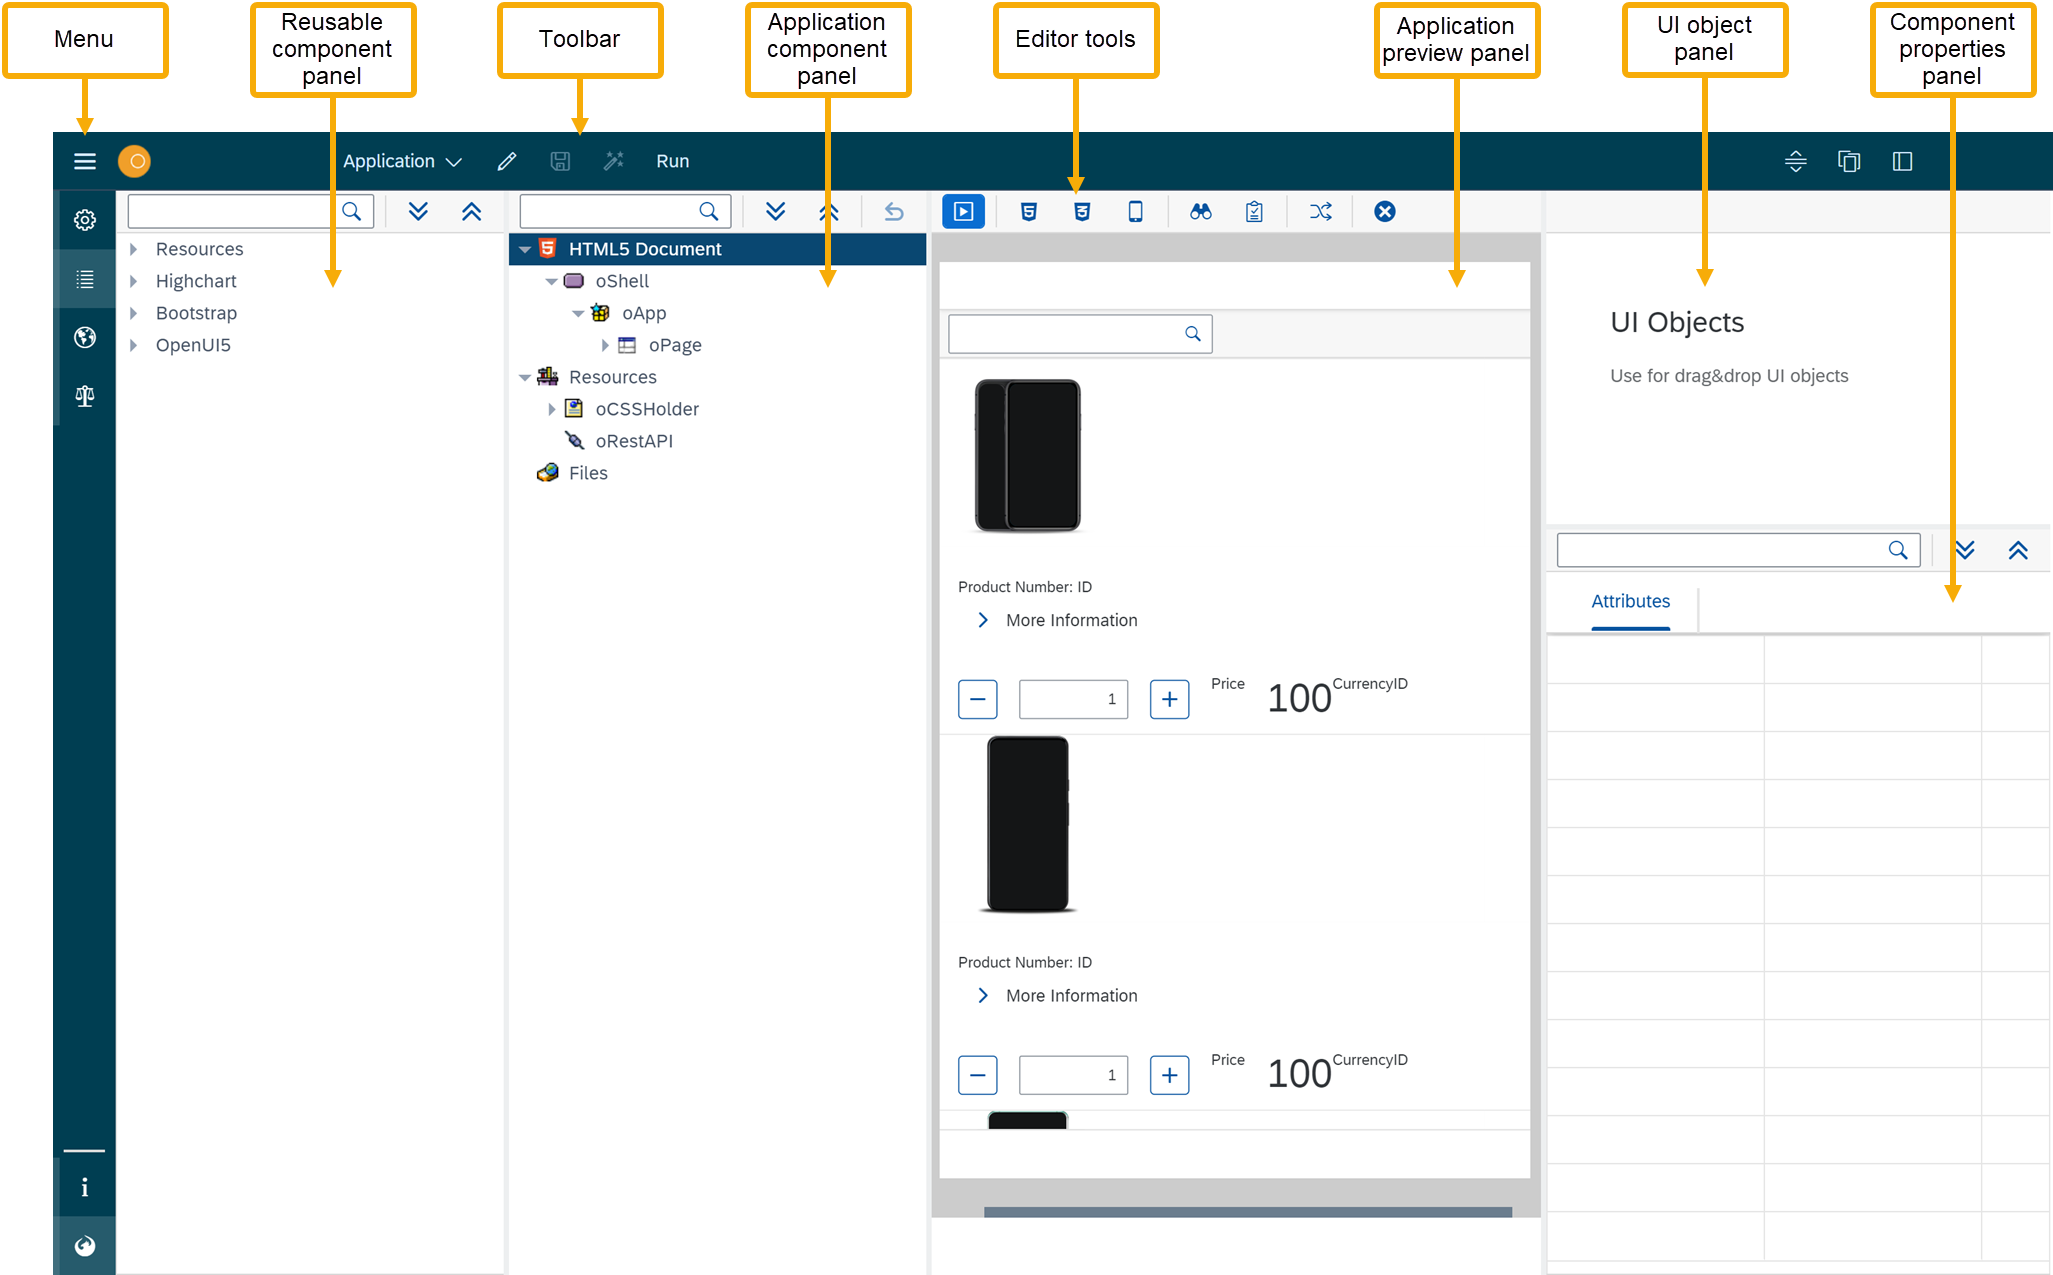 Menu
Reusable
component
panel
Toolbar
Application
component
panel
Editor tools
Application
preview panel
UI object
panel
Component
properties
panel
Application
Run
Resources
Highchart
Bootstrap
OpenUI5
HTML5 Document
oShell
oApp
oPage
Resources
oCSSHolder
oRestAPI
Files
Product Number: ID
More Information
1
Price 100 CurrencyID
Product Number: ID
More Information
1
Price 100 CurrencyID
UI Objects
Use for drag&drop UI objects
Attributes